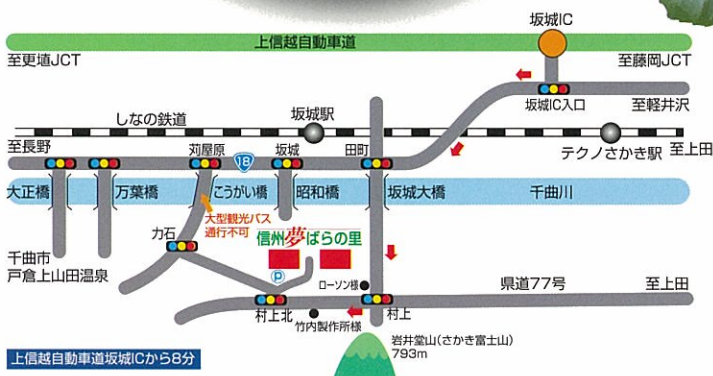 坂城IC
上信越自動車道
至更埴JCT
至藤岡JCT
坂城IC入口
至軽井沢
しなの鉄道
坂城駅
至長野
苅屋原
18
坂城
田町
テクノさかき駅
至上田
大正橋
万葉橋
こうがい橋
昭和橋
坂城大橋
千曲川
大型観光バス
通行不可
力石
信州夢ばらの里
千曲市
戸倉上山田温泉
P
ローソン様
県道77号
至上田
村上北
竹内製作所様
村上
岩井堂山(さかき富士山)
793m
上信越自動車道坂城ICから8分